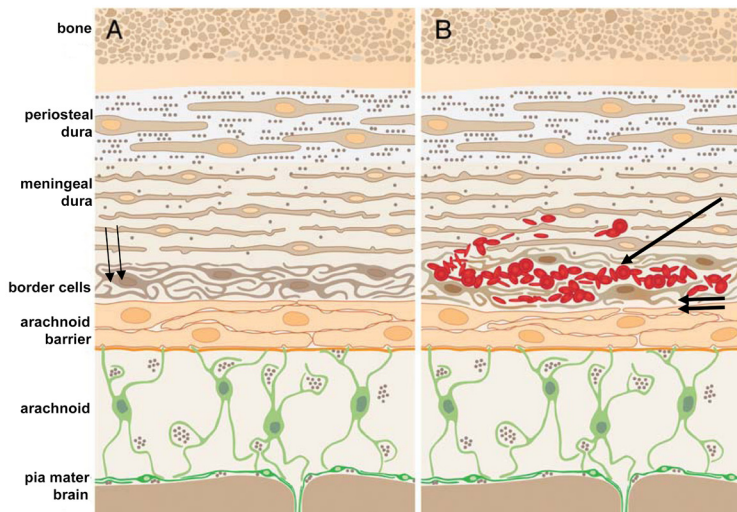 A
B
bone
periosteal
dura
meningeal
dura
border cells
arachnoid
barrier
arachnoid
pia mater
brain